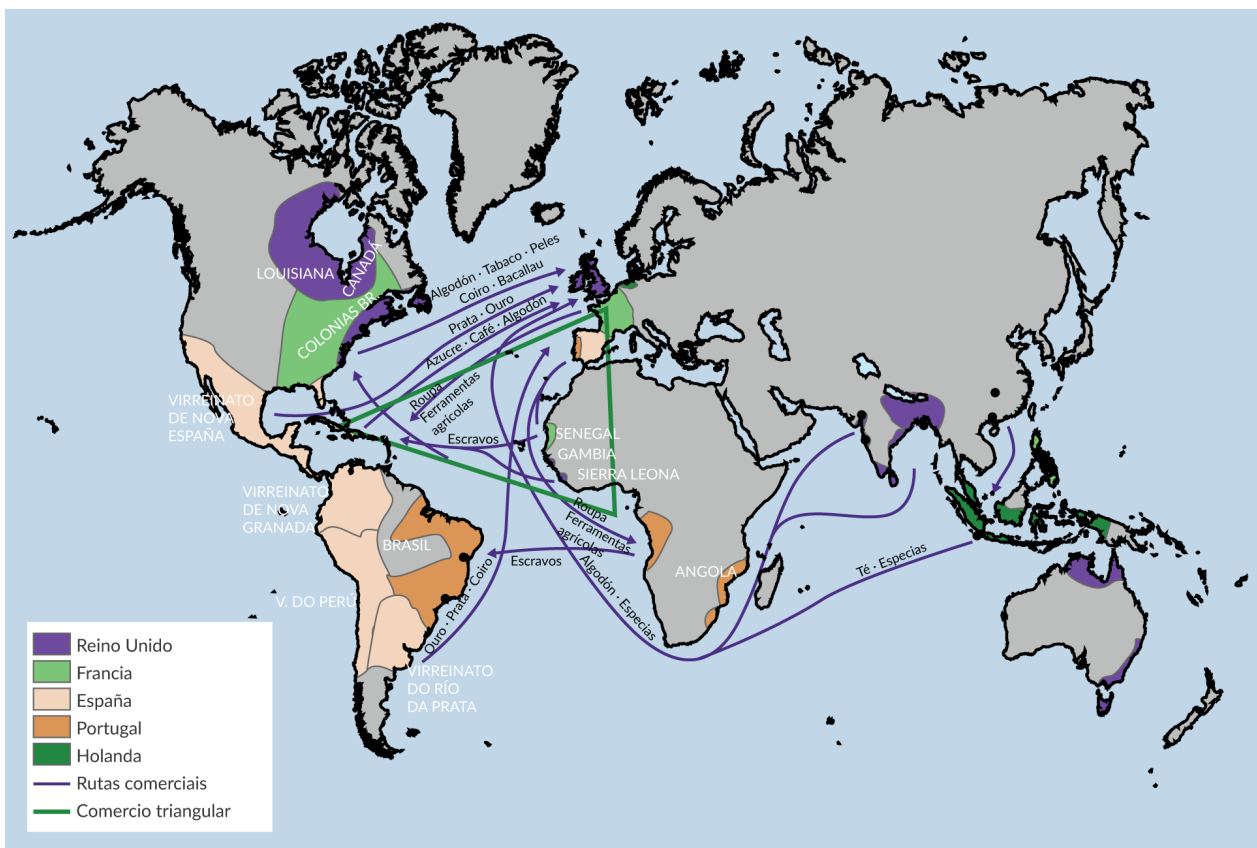 LOUISIANA
CANADÁ
COLONIAS BR.
Algodón · Tabaco · Peles
Coiro · Bacallau
Prata · Ouro
Azucre · Café · Algodón
Roupa
Ferramentas
agrícolas
VIRREINATO
DE NOVA
ESPAÑA
Escravos
SENEGAL
GAMBIA
SIERRA LEONA
VIRREINATO
DE NOVA
GRANADA
BRASIL
Roupa
Ferramentas
agrícolas
Escravos
ANGOLA
Té · Especias
Algodón · Especias
V. DO PERÚ
Ouro · Prata · Coiro
VIRREINATO
DO RÍO
DA PRATA
Reino Unido
Francia
España
Portugal
Holanda
Rutas comerciais
Comercio triangular